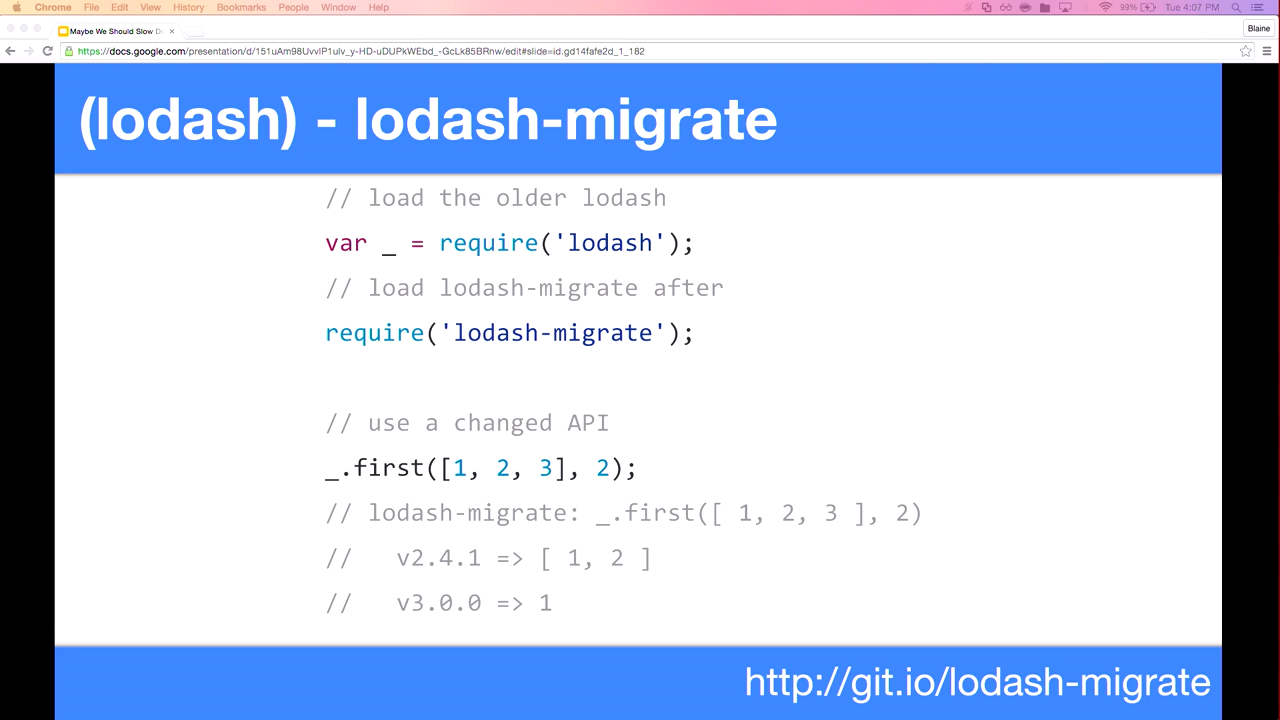 Chrome File Edit View History Bookmarks People Window Help 99% Tue 4:07 PM
Maybe We Should Slow D
Blaine
https://docs.google.com/presentation/d/151uAm98UvvIP1ulv_y-HD-uDUPkWEbd_-GcLk85BRnw/edit#slide=id.gd14fafe2d_1_182
(lodash) - lodash-migrate
// load the older lodash
var _ = require('lodash');
// load lodash-migrate after
require('lodash-migrate');
// use a changed API
_.first([1, 2, 3], 2);
// lodash-migrate: _.first([ 1, 2, 3 ], 2)
// v2.4.1 => [ 1, 2 ]
// v3.0.0 => 1
http://git.io/lodash-migrate